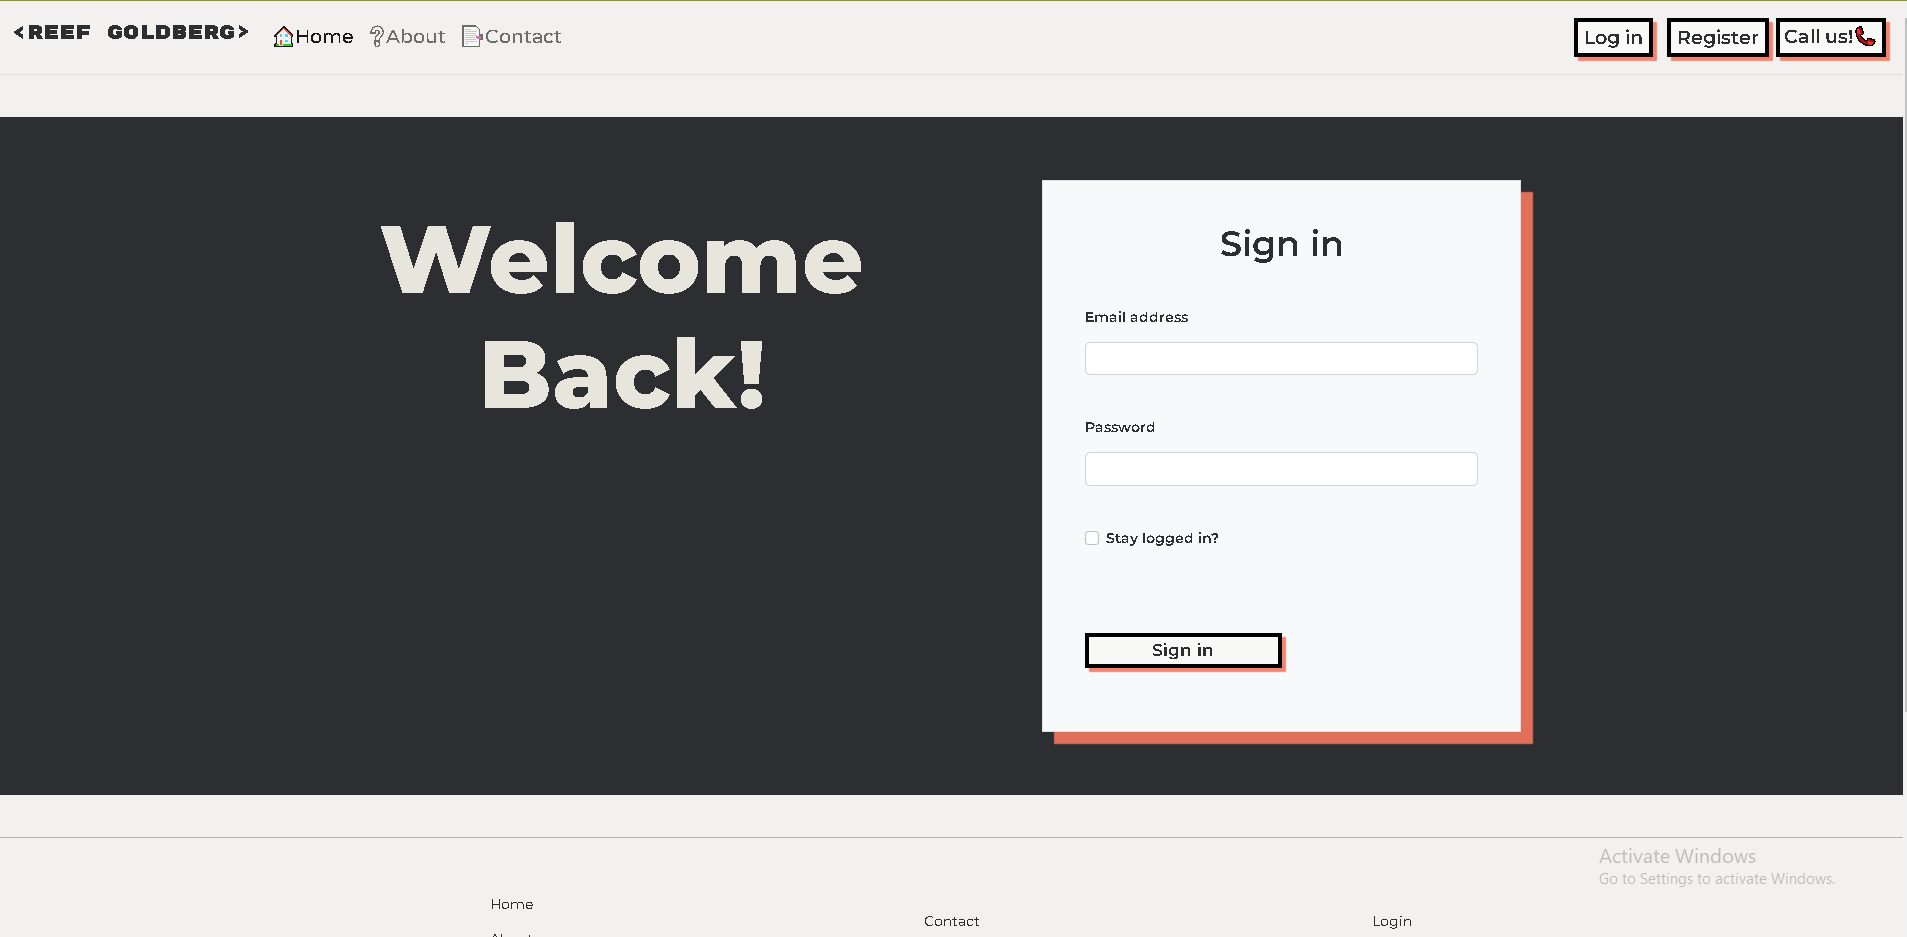 <REEF GOLDBERG> Home About Contact Log in Register Call us!
Welcome
Back!
Sign in
Email address
Password
Stay logged in?
Sign in
Activate Windows
Go to Settings to activate Windows.
Home
Contact
Login